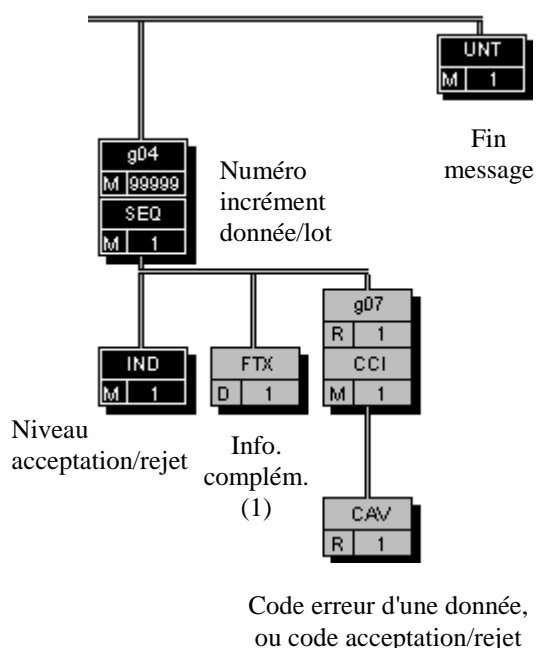 UNT
M 1
Fin
message
g04
M 99999
SEQ
M 1
Numéro
incrément
donnée/lot
IND
M 1
Niveau
acceptation/rejet
FTX
D 1
Info.
complém.
(1)
g07
R 1
CCI
M 1
CAV
R 1
Code erreur d'une donnée,
ou code acceptation/rejet